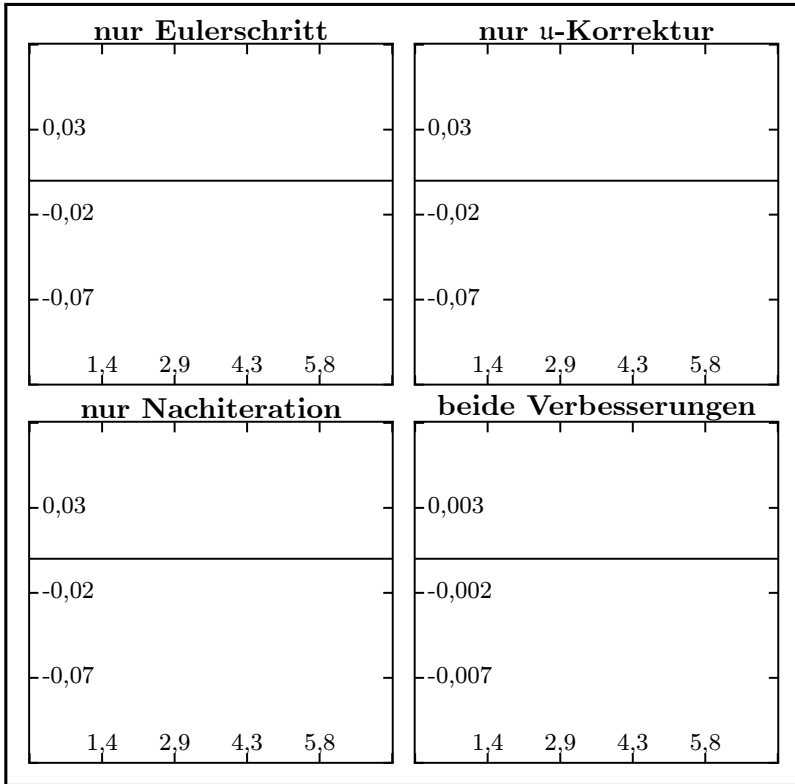 nur Eulerschritt
0,03
-0,02
-0,07
1,4 2,9 4,3 5,8
nur 𝔲-Korrektur
0,03
-0,02
-0,07
1,4 2,9 4,3 5,8
nur Nachiteration
0,03
-0,02
-0,07
1,4 2,9 4,3 5,8
beide Verbesserungen
0,003
-0,002
-0,007
1,4 2,9 4,3 5,8